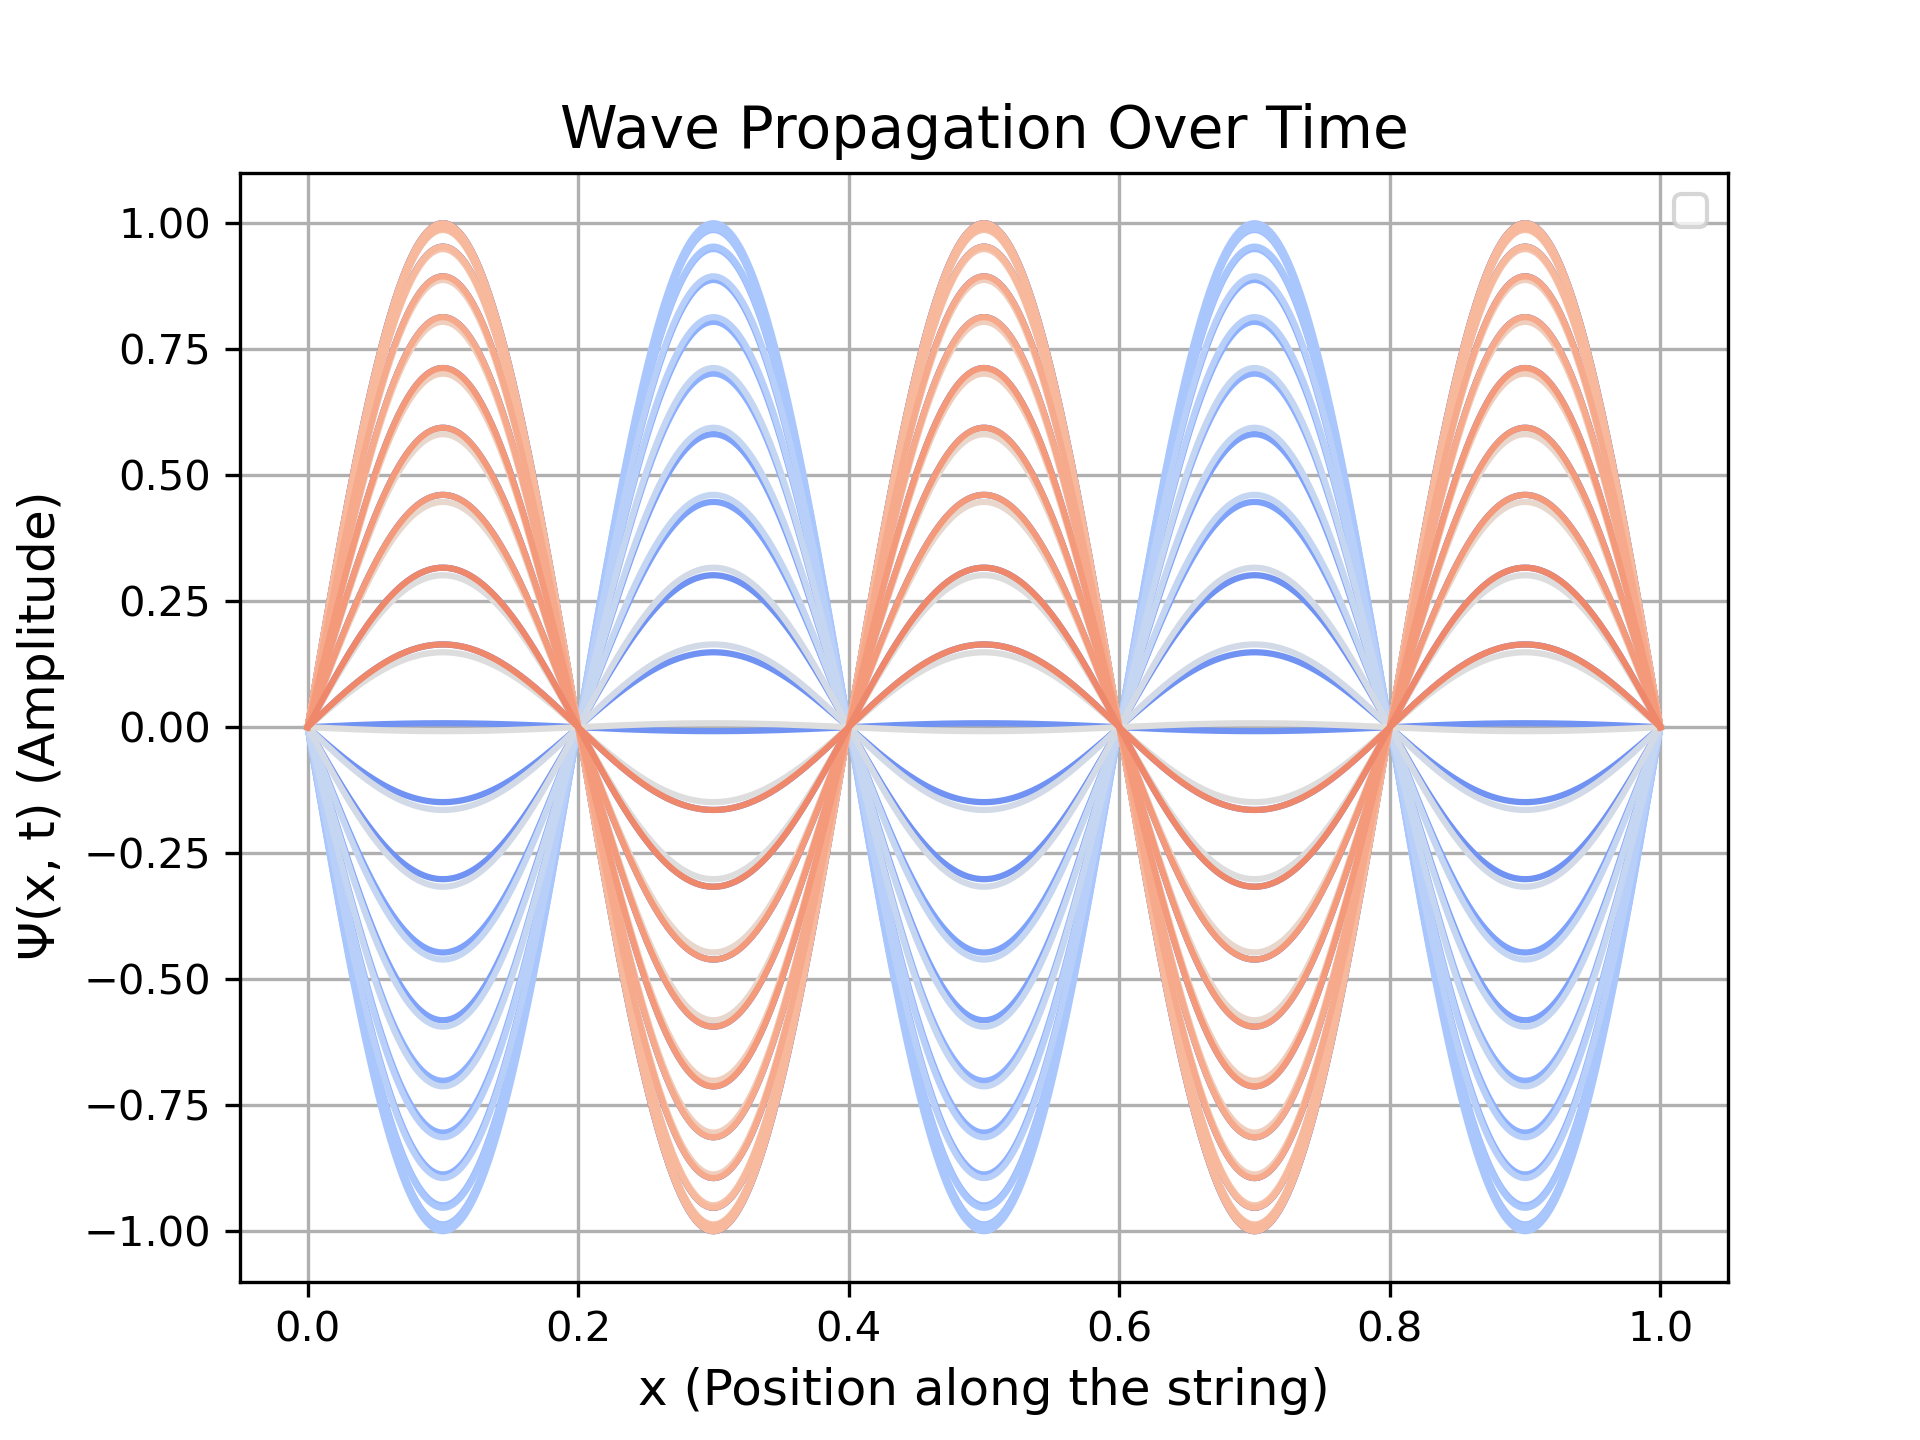 Wave Propagation Over Time
Ψ(x, t) (Amplitude)
1.00
0.75
0.50
0.25
0.00
−0.25
−0.50
−0.75
−1.00
0.0 0.2 0.4 0.6 0.8 1.0
x (Position along the string)